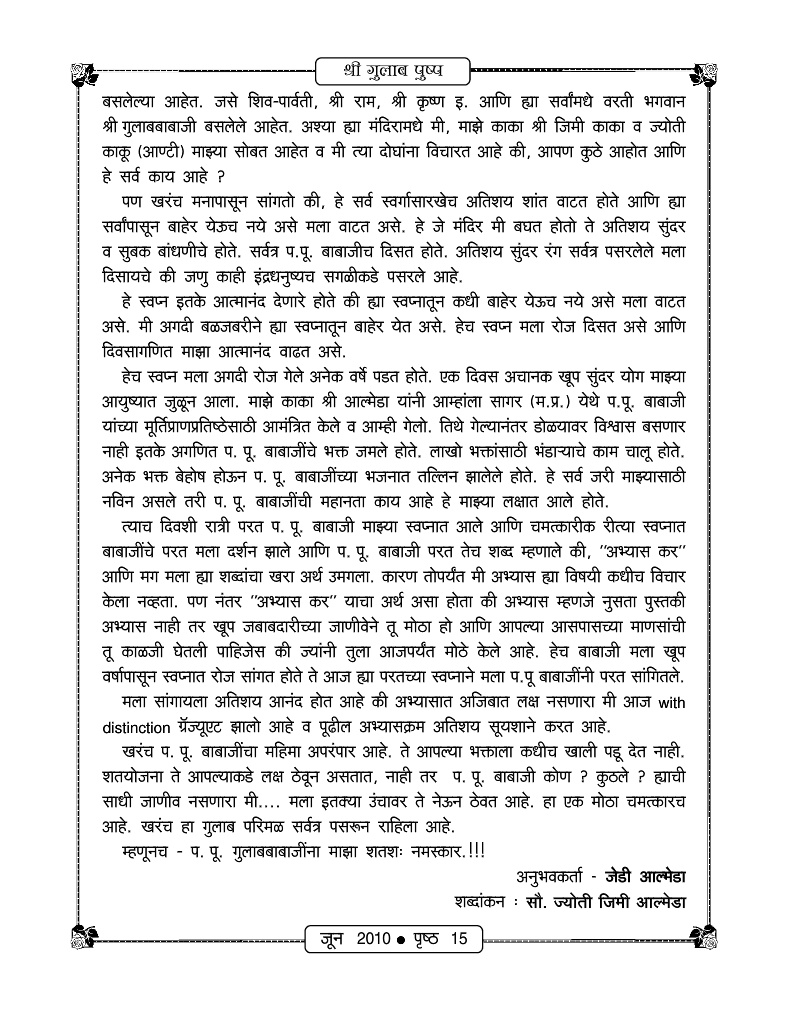 श्री गुलाब पुष्प
बसलेल्या आहेत. जसे शिव-पार्वती, श्री राम, श्री कृष्ण इ. आणि ह्या सर्वांमधे वरती भगवान
श्री गुलाबबाबाजी बसलेले आहेत. अश्या ह्या मंदिरामधे मी, माझे काका श्री जिमी काका व ज्योती
काकू (आण्टी) माझ्या सोबत आहेत व मी त्या दोघांना विचारत आहे की, आपण कुठे आहोत आणि
हे सर्व काय आहे ?
पण खरंच मनापासून सांगतो की, हे सर्व स्वर्गासारखेच अतिशय शांत वाटत होते आणि ह्या
सर्वांपासून बाहेर येऊच नये असे मला वाटत असे. हे जे मंदिर मी बघत होतो ते अतिशय सुंदर
व सुबक बांधणीचे होते. सर्वत्र प.पू. बाबाजीच दिसत होते. अतिशय सुंदर रंग सर्वत्र पसरलेले मला
दिसायचे की जणु काही इंद्रधनुष्यच सगळीकडे पसरले आहे.
हे स्वप्न इतके आत्मानंद देणारे होते की ह्या स्वप्नातून कधी बाहेर येऊच नये असे मला वाटत
असे. मी अगदी बळजबरीने ह्या स्वप्नातून बाहेर येत असे. हेच स्वप्न मला रोज दिसत असे आणि
दिवसागणित माझा आत्मानंद वाढत असे.
हेच स्वप्न मला अगदी रोज गेले अनेक वर्षे पडत होते. एक दिवस अचानक खूप सुंदर योग माझ्या
आयुष्यात जुळून आला. माझे काका श्री आल्मेडा यांनी आम्हांला सागर (म.प्र.) येथे प.पू. बाबाजी
यांच्या मूर्तिप्राणप्रतिष्ठेसाठी आमंत्रित केले व आम्ही गेलो. तिथे गेल्यानंतर डोळ्यावर विश्वास बसणार
नाही इतके अगणित प. पू. बाबाजींचे भक्त जमले होते. लाखो भक्तांसाठी भंडाऱ्याचे काम चालू होते.
अनेक भक्त बेहोष होऊन प. पू. बाबाजींच्या भजनात तल्लिन झालेले होते. हे सर्व जरी माझ्यासाठी
नविन असले तरी प. पू. बाबाजींची महानता काय आहे हे माझ्या लक्षात आले होते.
त्याच दिवशी रात्री परत प. पू. बाबाजी माझ्या स्वप्नात आले आणि चमत्कारीक रीत्या स्वप्नात
बाबाजींचे परत मला दर्शन झाले आणि प. पू. बाबाजी परत तेच शब्द म्हणाले की, ''अभ्यास कर''
आणि मग मला ह्या शब्दांचा खरा अर्थ उमगला. कारण तोपर्यंत मी अभ्यास ह्या विषयी कधीच विचार
केला नव्हता. पण नंतर ''अभ्यास कर'' याचा अर्थ असा होता की अभ्यास म्हणजे नुसता पुस्तकी
अभ्यास नाही तर खूप जबाबदारीच्या जाणीवेने तू मोठा हो आणि आपल्या आसपासच्या माणसांची
तू काळजी घेतली पाहिजेस की ज्यांनी तुला आजपर्यंत मोठे केले आहे. हेच बाबाजी मला खूप
वर्षापासून स्वप्नात रोज सांगत होते ते आज ह्या परतच्या स्वप्नाने मला प.पू बाबाजींनी परत सांगितले.
मला सांगायला अतिशय आनंद होत आहे की अभ्यासात अजिबात लक्ष नसणारा मी आज with
distinction ग्रॅज्यूएट झालो आहे व पूढील अभ्यासक्रम अतिशय सूयशाने करत आहे.
खरंच प. पू. बाबाजींचा महिमा अपरंपार आहे. ते आपल्या भक्ताला कधीच खाली पडू देत नाही.
शतयोजना ते आपल्याकडे लक्ष ठेवून असतात, नाही तर प. पू. बाबाजी कोण ? कुठले ? ह्याची
साधी जाणीव नसणारा मी.... मला इतक्या उंचावर ते नेऊन ठेवत आहे. हा एक मोठा चमत्कारच
आहे. खरंच हा गुलाब परिमळ सर्वत्र पसरून राहिला आहे.
म्हणूनच - प. पू. गुलाबबाबाजींना माझा शतशः नमस्कार.!!!
अनुभवकर्ता - जेडी आल्मेडा
शब्दांकन : सौ. ज्योती जिमी आल्मेडा
जून 2010 ● पृष्ठ 15